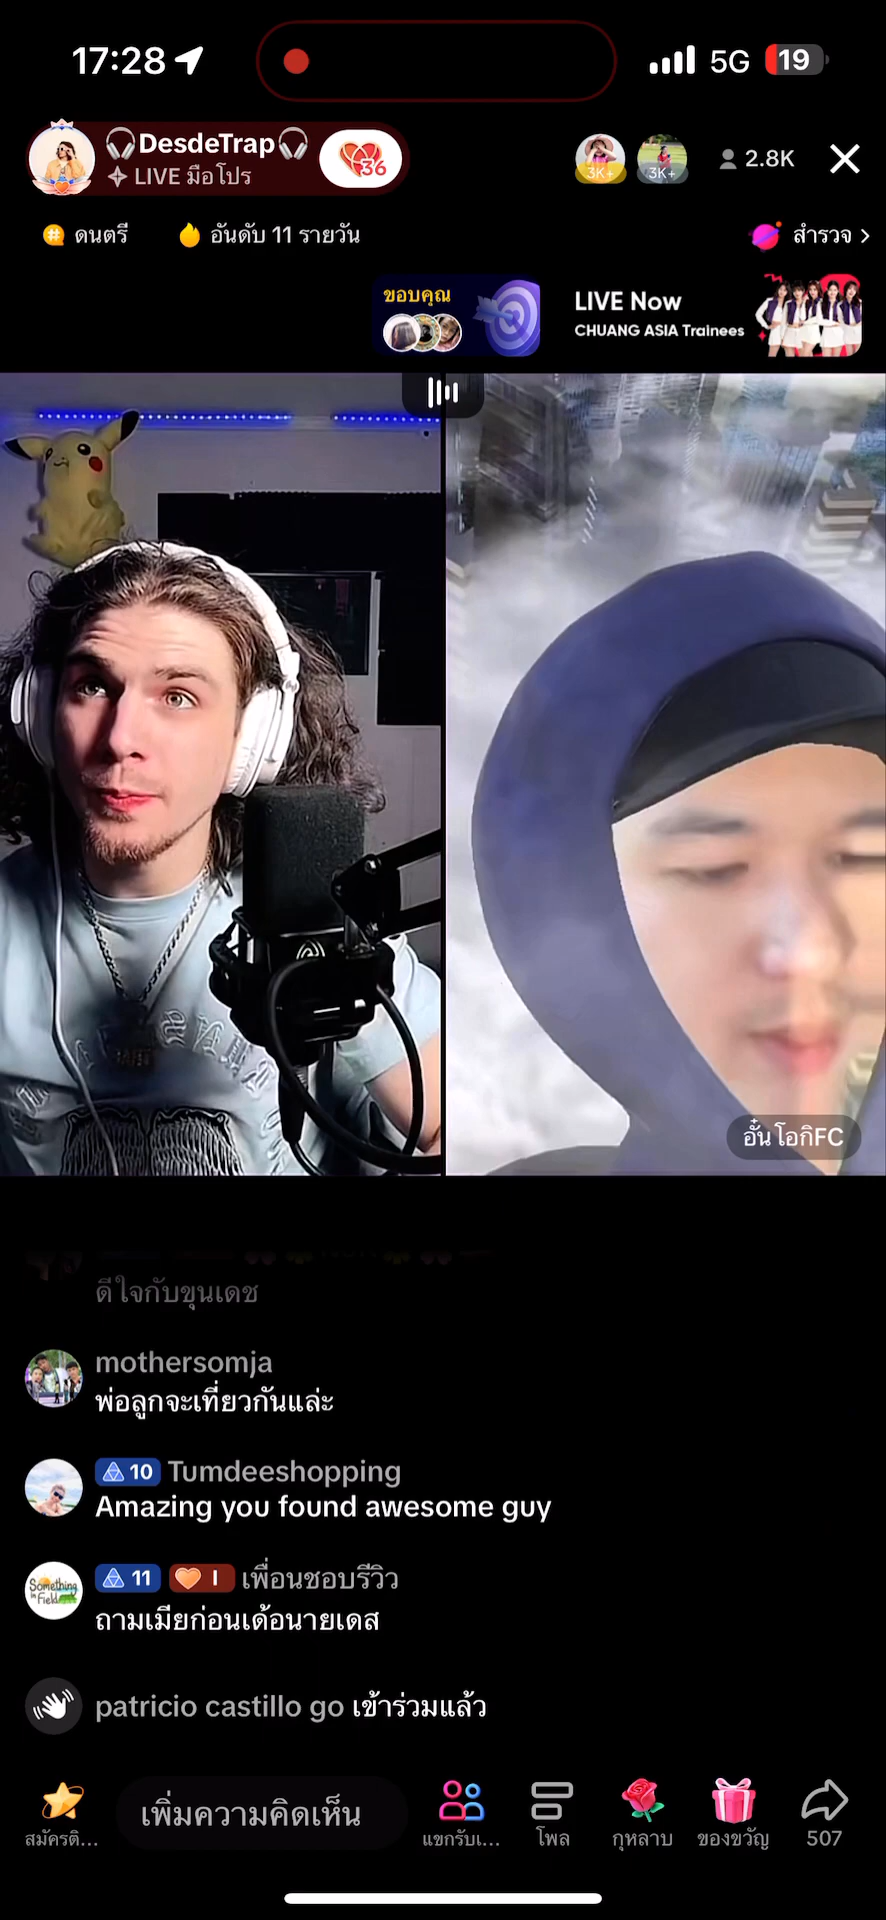 17:28
5G
19
🎧DesdeTrap🎧
LIVE มือโปร
36
3K+
3K+
2.8K
ดนตรี
อันดับ 11 รายวัน
สำรวจ
ขอบคุณ
LIVE Now
CHUANG ASIA Trainees
อั๋น โอกิFC
ดีใจกับขุนเดช
mothersomja
พ่อลูกจะเที่ยวกันแล่ะ
10 Tumdeeshopping
Amazing you found awesome guy
Something in Field
11 I เพื่อนชอบรีวิว
ถามเมียก่อนเด้อนายเดส
patricio castillo go เข้าร่วมแล้ว
เพิ่มความคิดเห็น
สมัครติ...
แขกรับเ...
โพล
กุหลาบ
ของขวัญ
507